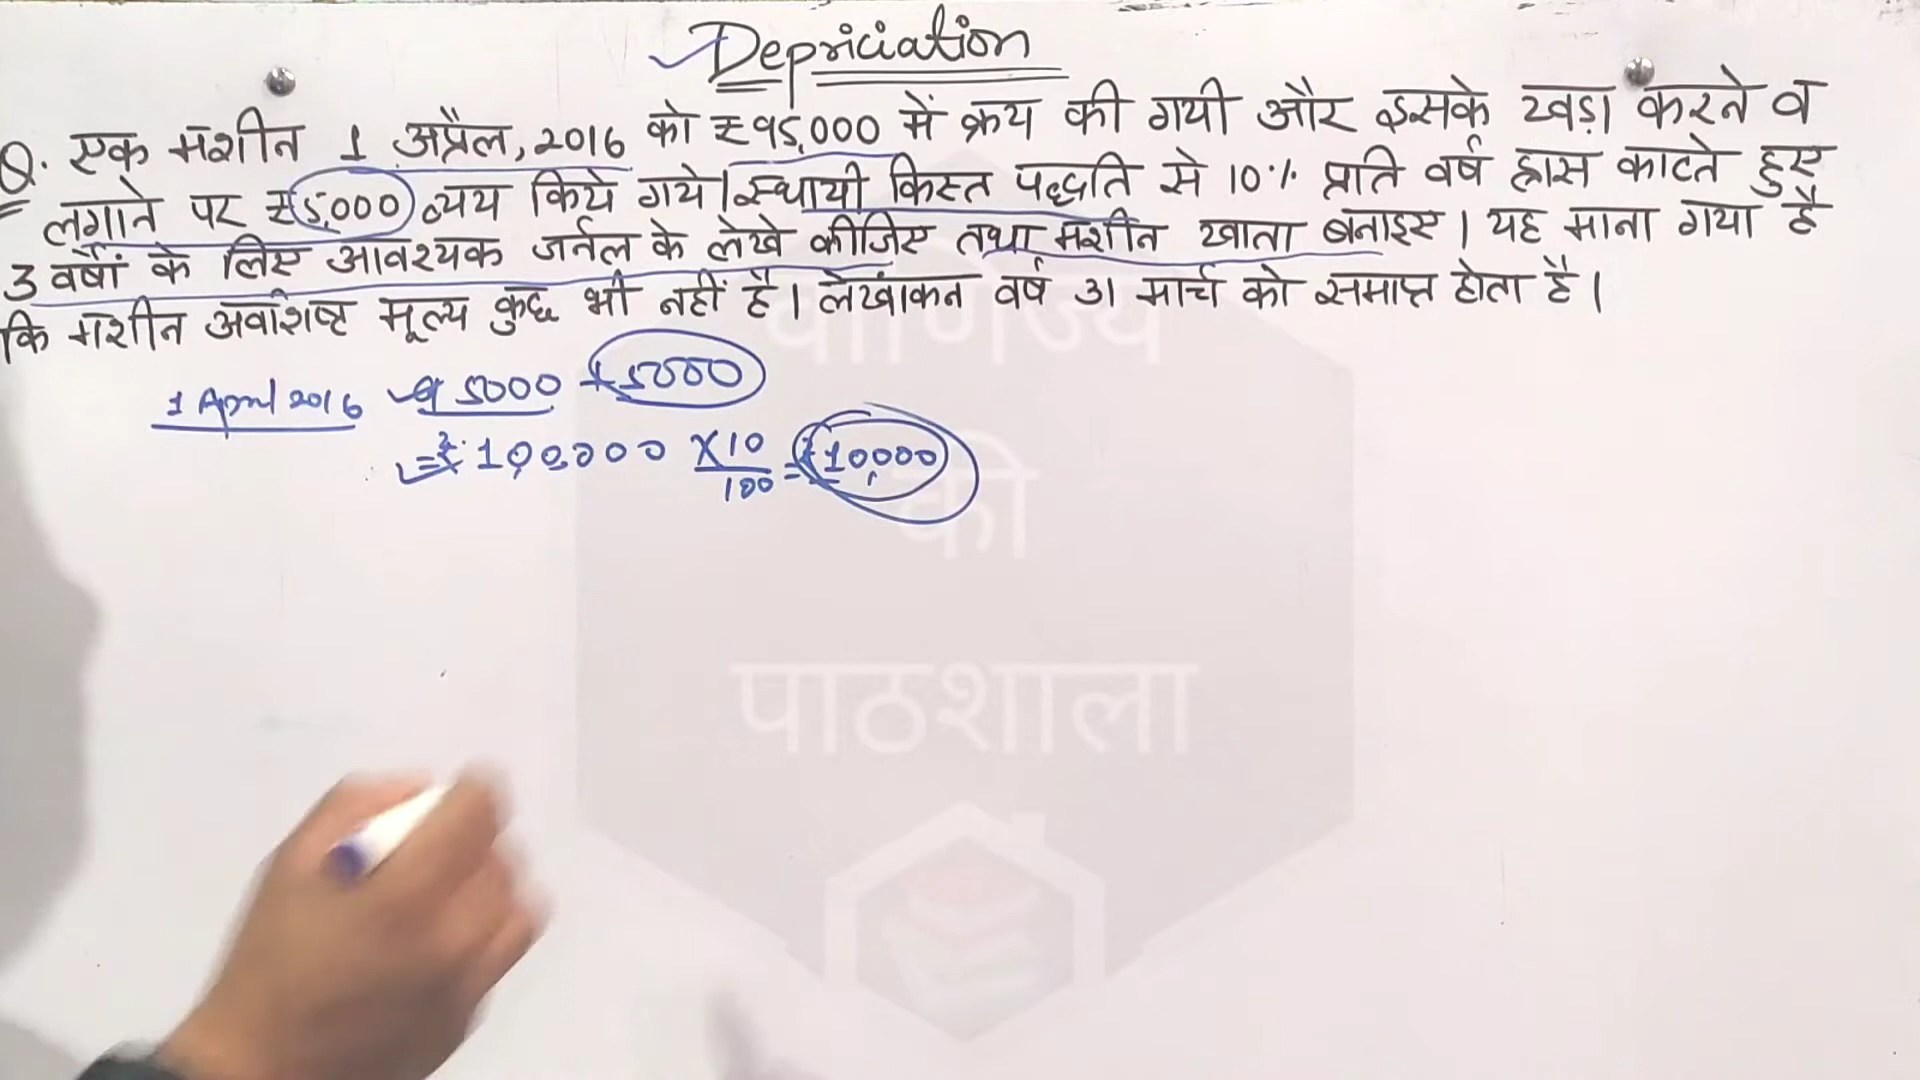 Depriciation
Q. एक मशीन 1 अप्रैल, 2016 को ₹95,000 में क्रय की गयी और इसके खड़ा करने व
लगाने पर ₹5,000 व्यय किये गये। स्थायी किस्त पद्धति से 10% प्रति वर्ष ह्रास काटते हुए
3 वर्षों के लिए आवश्यक जर्नल के लेखे कीजिए तथा मशीन खाता बनाइए। यह माना गया है
कि मशीन अवशिष्ट मूल्य कुछ भी नहीं है। लेखांकन वर्ष 31 मार्च को समाप्त होता है।
1 April 2016 95000 + 5000
= ₹ 100000 × 10/100 = ₹10,000
वाणिज्य
की
पाठशाला